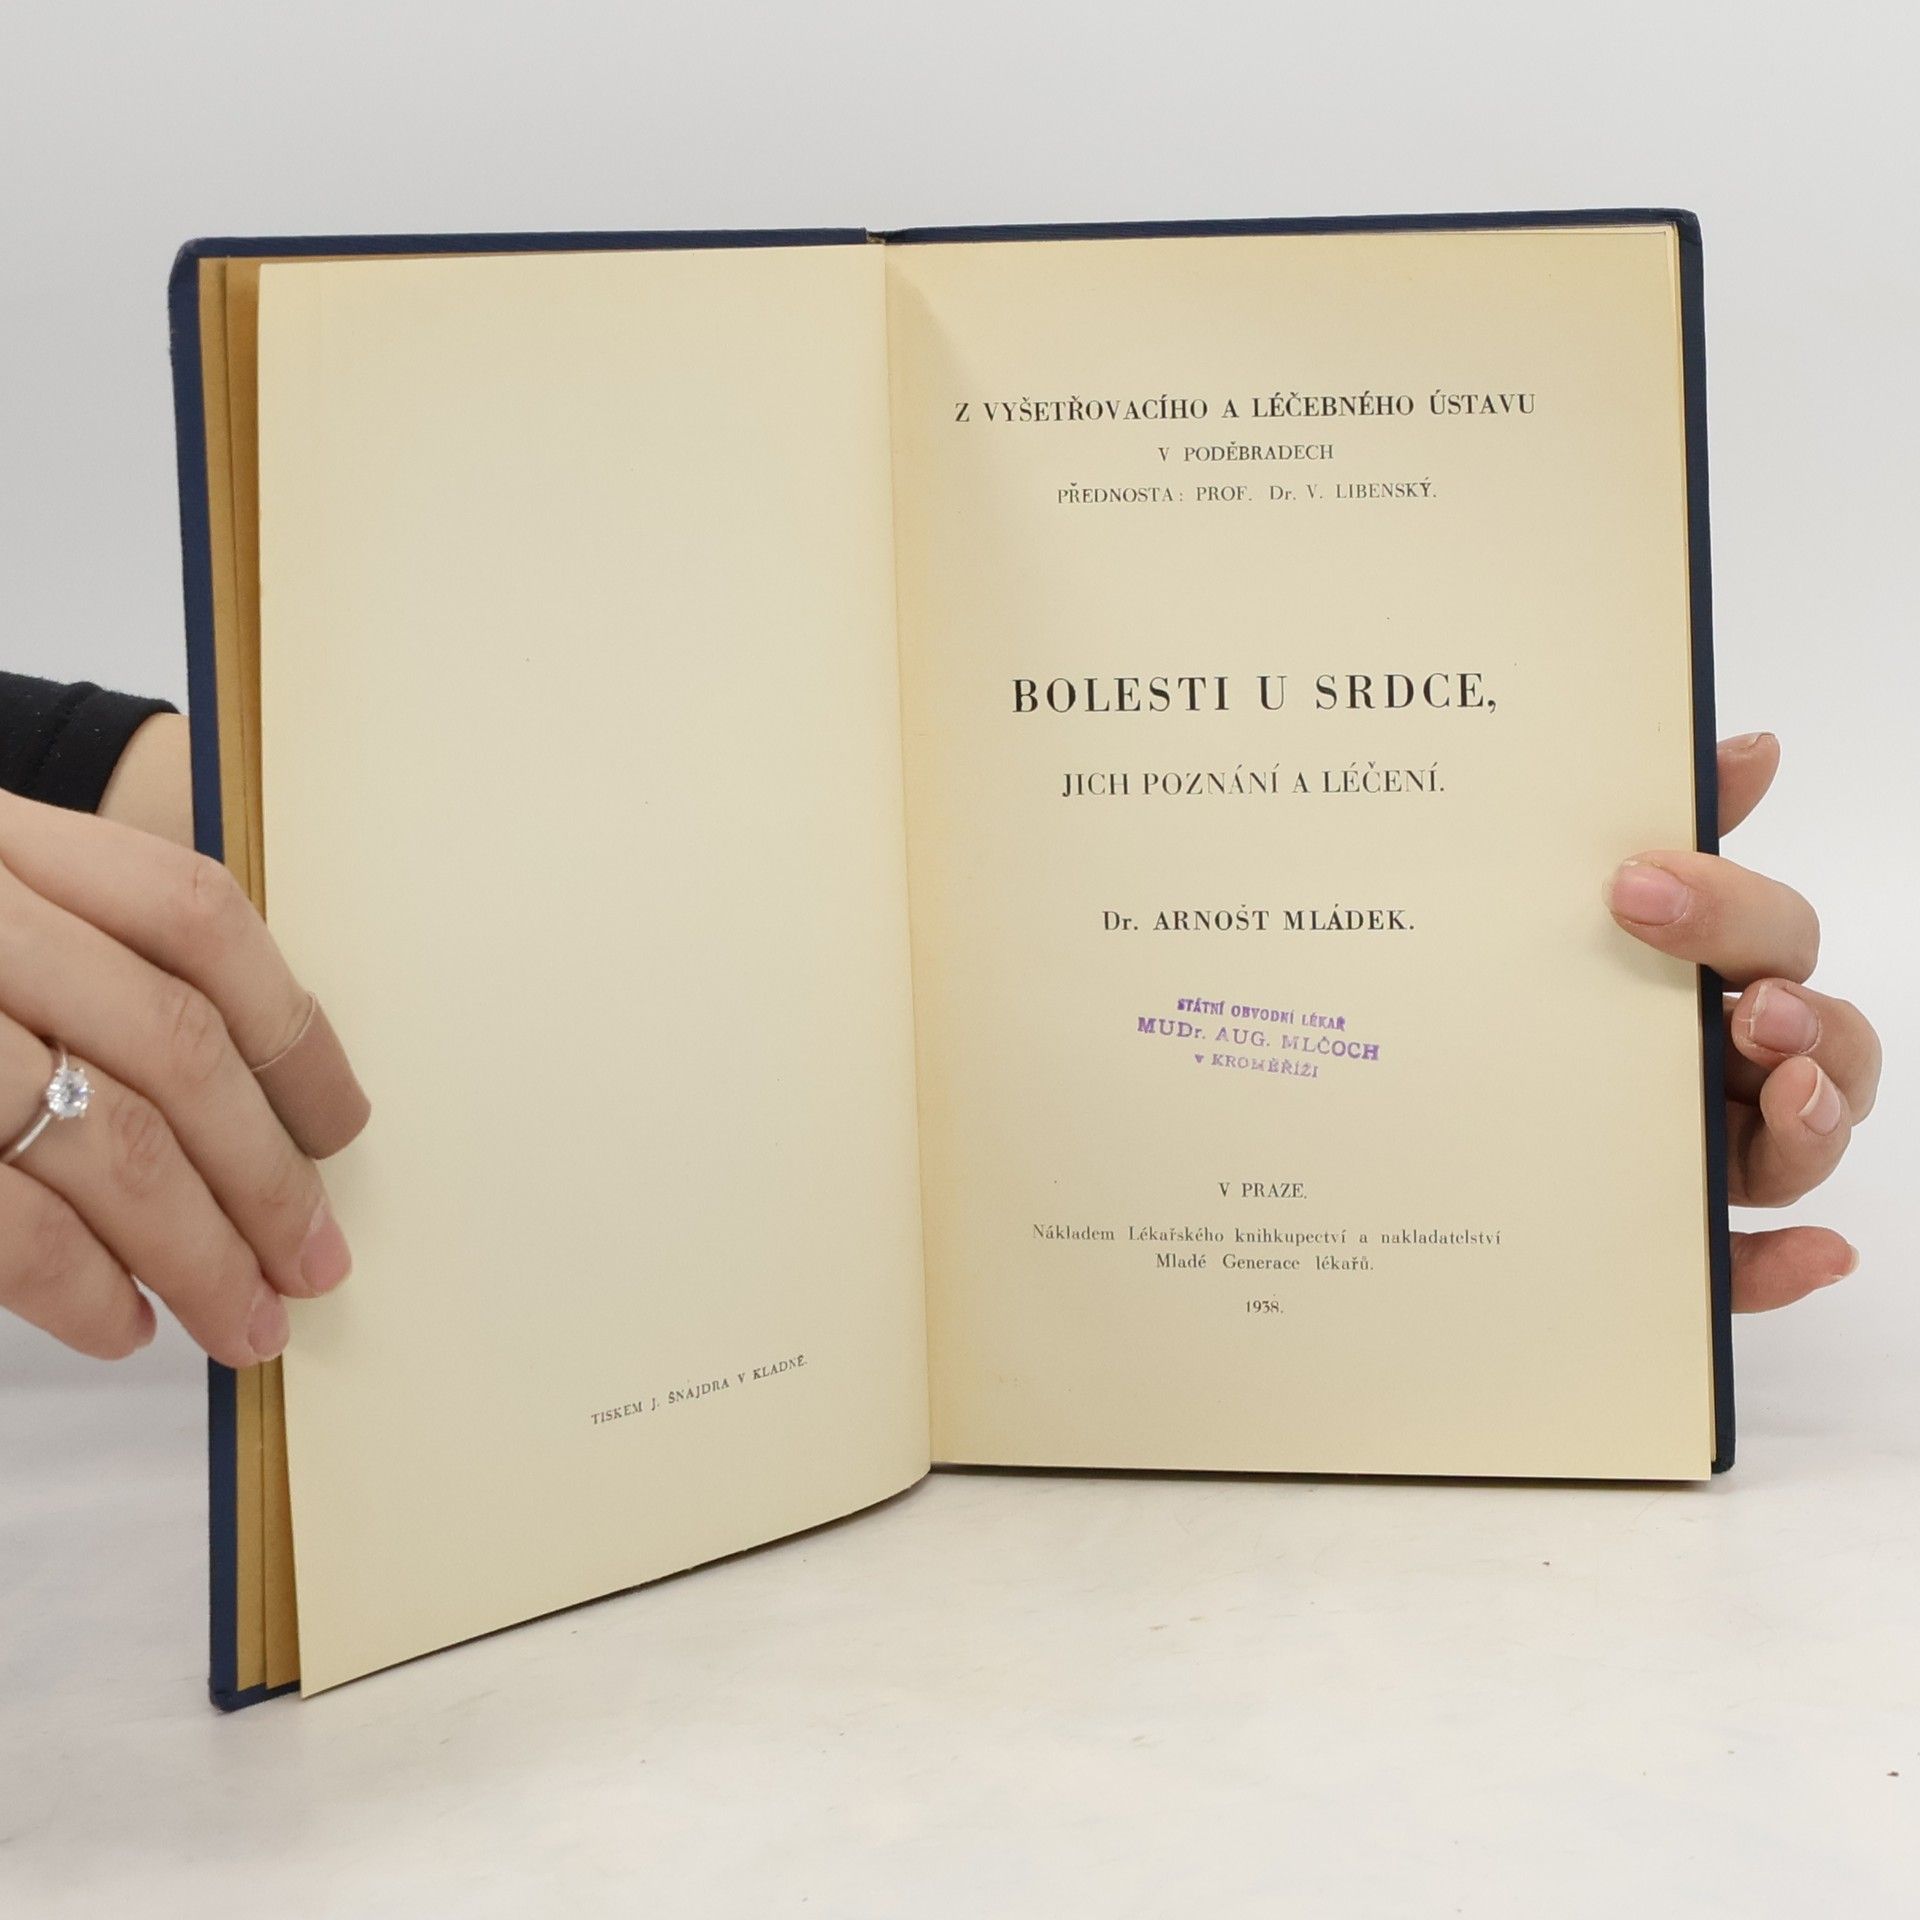 TISKEM J. ŠNAJDRA V KLADNĚ.
Z VYŠETŘOVACÍHO A LÉČEBNÉHO ÚSTAVU
V PODĚBRADECH
PŘEDNOSTA: PROF. Dr. V. LIBENSKÝ.
BOLESTI U SRDCE,
JICH POZNÁNÍ A LÉČENÍ.
Dr. ARNOŠT MLÁDEK.
STÁTNÍ OBVODNÍ LÉKAŘ
MUDr. AUG. MLČOCH
v KROMĚŘÍŽI
V PRAZE.
Nákladem Lékařského knihkupectví a nakladatelství
Mladé Generace lékařů.
1938.